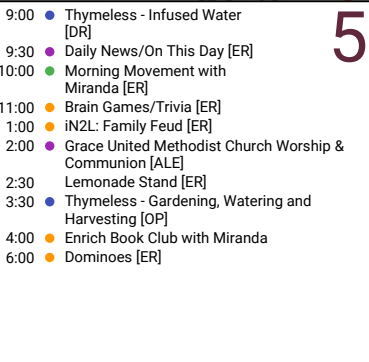 9:00 Thymeless - Infused Water
[DR]
5
9:30 Daily News/On This Day [ER]
10:00 Morning Movement with
Miranda [ER]
11:00 Brain Games/Trivia [ER]
1:00 iN2L: Family Feud [ER]
2:00 Grace United Methodist Church Worship &
Communion [ALE]
2:30 Lemonade Stand [ER]
3:30 Thymeless - Gardening, Watering and
Harvesting [OP]
4:00 Enrich Book Club with Miranda
6:00 Dominoes [ER]